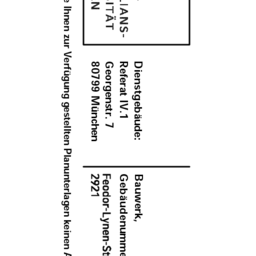 IANS-
ITÄT
N
Dienstgebäude:
Referat IV.1
Georgenstr. 7
80799 München
Bauwerk,
Gebäudenumme
Feodor-Lynen-St
2921
e Ihnen zur Verfügung gestellten Planunterlagen keinen A